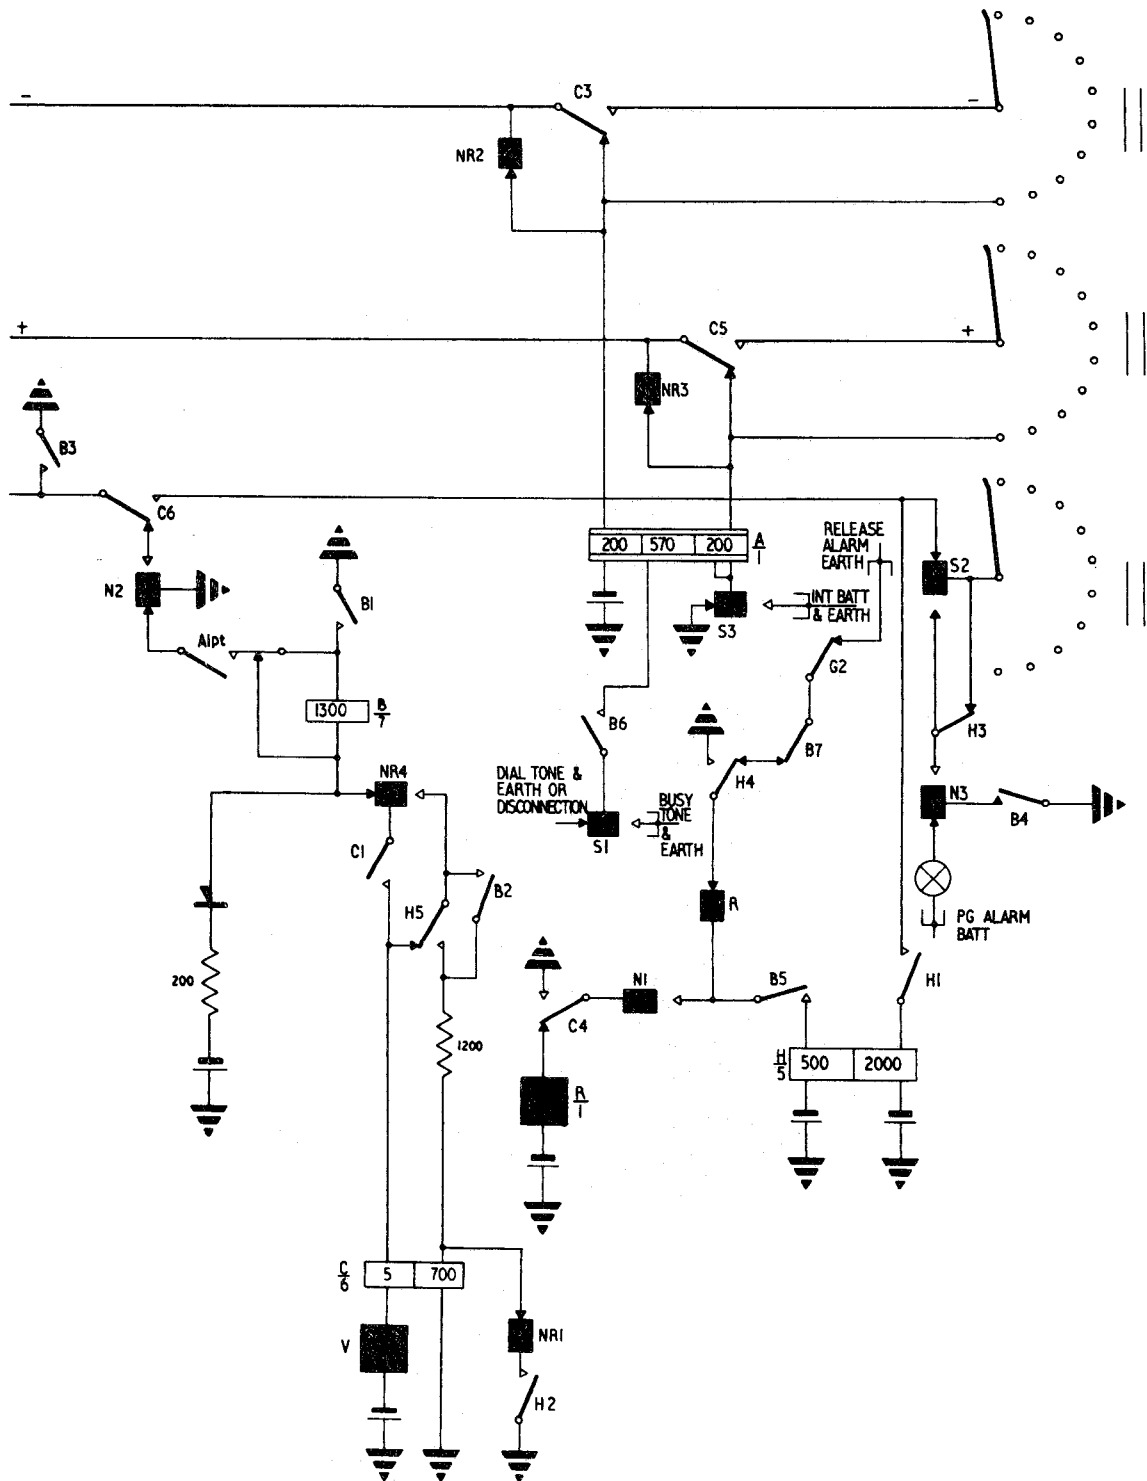 -
C3
-
NR2
+
C5
+
NR3
B3
C6
200 570 200 A/1
RELEASE
ALARM
EARTH
S2
N2
B1
INT BATT
& EARTH
S3
A1pt
G2
1300 B/7
B6
H3
B7
NR4
DIAL TONE &
EARTH OR
DISCONNECTION
H4
N3
BUSY
TONE
&
EARTH
B4
C1
S1
B2
H5
R
PG ALARM
BATT
200
N1
B5
H1
C4
1200
H/5 500 2000
R/1
C/6 5 700
V
NR1
H2